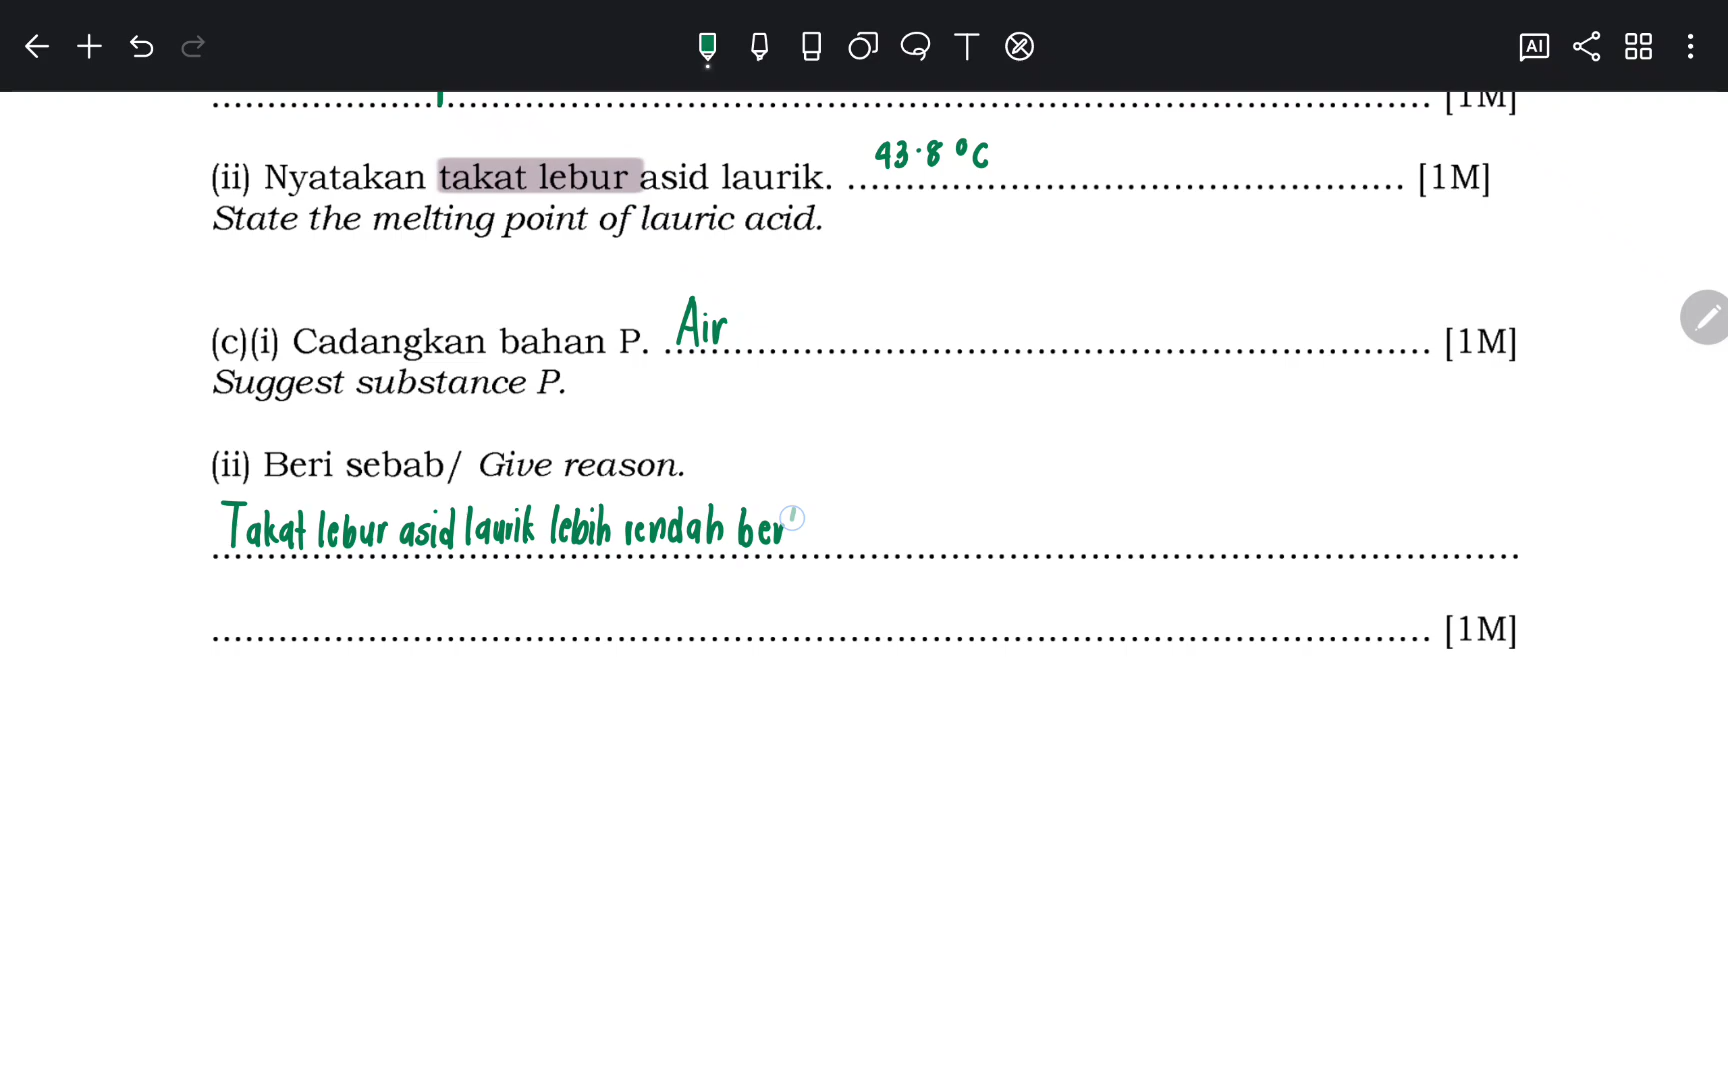 AI
[1M]
(ii) Nyatakan takat lebur asid laurik. 43.8 °C [1M]
State the melting point of lauric acid.
(c)(i) Cadangkan bahan P. Air [1M]
Suggest substance P.
(ii) Beri sebab/ Give reason.
Takat lebur asid laurik lebih rendah ber
[1M]